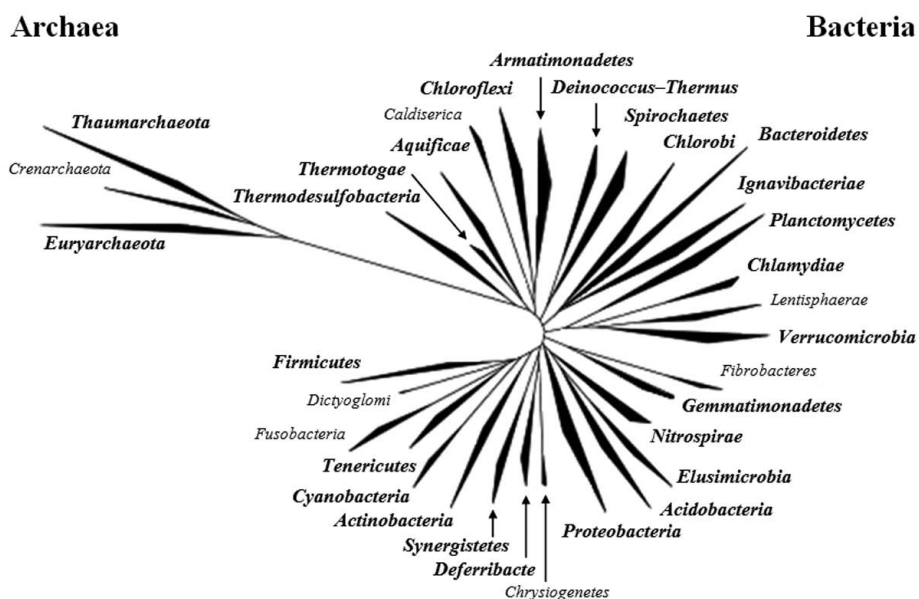 Archaea
Bacteria
Armatimonadetes
Chloroflexi
Deinococcus–Thermus
Caldiserica
Spirochaetes
Thaumarchaeota
Aquificae
Chlorobi
Bacteroidetes
Crenarchaeota
Thermotogae
Ignavibacteriae
Thermodesulfobacteria
Planctomycetes
Euryarchaeota
Chlamydiae
Lentisphaerae
Verrucomicrobia
Firmicutes
Fibrobacteres
Dictyoglomi
Gemmatimonadetes
Fusobacteria
Nitrospirae
Tenericutes
Elusimicrobia
Cyanobacteria
Acidobacteria
Actinobacteria
Proteobacteria
Synergistetes
Deferribacte
Chrysiogenetes